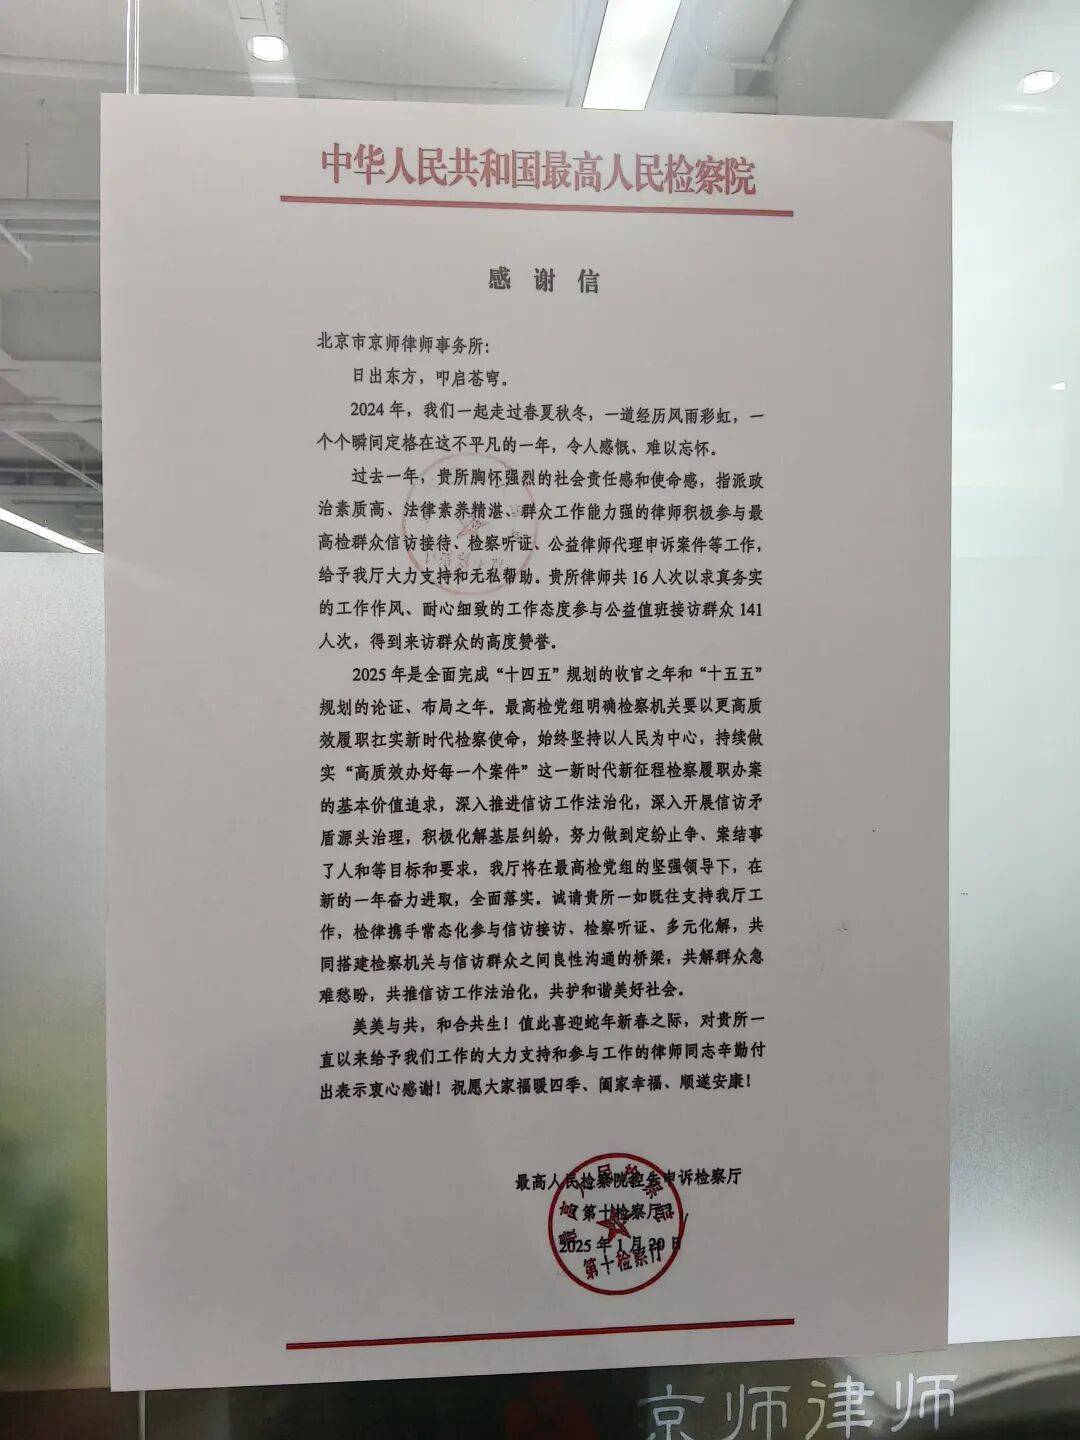 中华人民共和国最高人民检察院
感谢信
北京市京师律师事务所：
日出东方，叩启苍穹。
2024年，我们一起走过春夏秋冬，一道经历风雨彩虹，一
个个瞬间定格在这不平凡的一年，令人感慨、难以忘怀。
过去一年，贵所胸怀强烈的社会责任感和使命感，指派政
治素质高、法律素养精湛、群众工作能力强的律师积极参与最
高检群众信访接待、检察听证、公益律师代理申诉案件等工作，
给予我厅大力支持和无私帮助。贵所律师共16人次以求真务实
的工作作风、耐心细致的工作态度参与公益值班接访群众141
人次，得到来访群众的高度赞誉。
2025年是全面完成“十四五”规划的收官之年和“十五五”
规划的论证、布局之年。最高检党组明确检察机关要以更高质
效履职扛实新时代检察使命，始终坚持以人民为中心，持续做
实“高质效办好每一个案件”这一新时代新征程检察履职办案
的基本价值追求，深入推进信访工作法治化，深入开展信访矛
盾源头治理，积极化解基层纠纷，努力做到定纷止争、案结事
了人和等目标和要求，我厅将在最高检党组的坚强领导下，在
新的一年奋力进取，全面落实。诚请贵所一如既往支持我厅工
作，检律携手常态化参与信访接访、检察听证、多元化解，共
同搭建检察机关与信访群众之间良性沟通的桥梁，共解群众急
难愁盼，共推信访工作法治化，共护和谐美好社会。
美美与共，和合共生！值此喜迎蛇年新春之际，对贵所一
直以来给予我们工作的大力支持和参与工作的律师同志辛勤付
出表示衷心感谢！祝愿大家福暖四季、阖家幸福、顺遂安康！
最高人民检察院控告申诉检察厅
（第十检察厅）
2025年1月20日
最高人民检察院
第十检察厅
京师律师